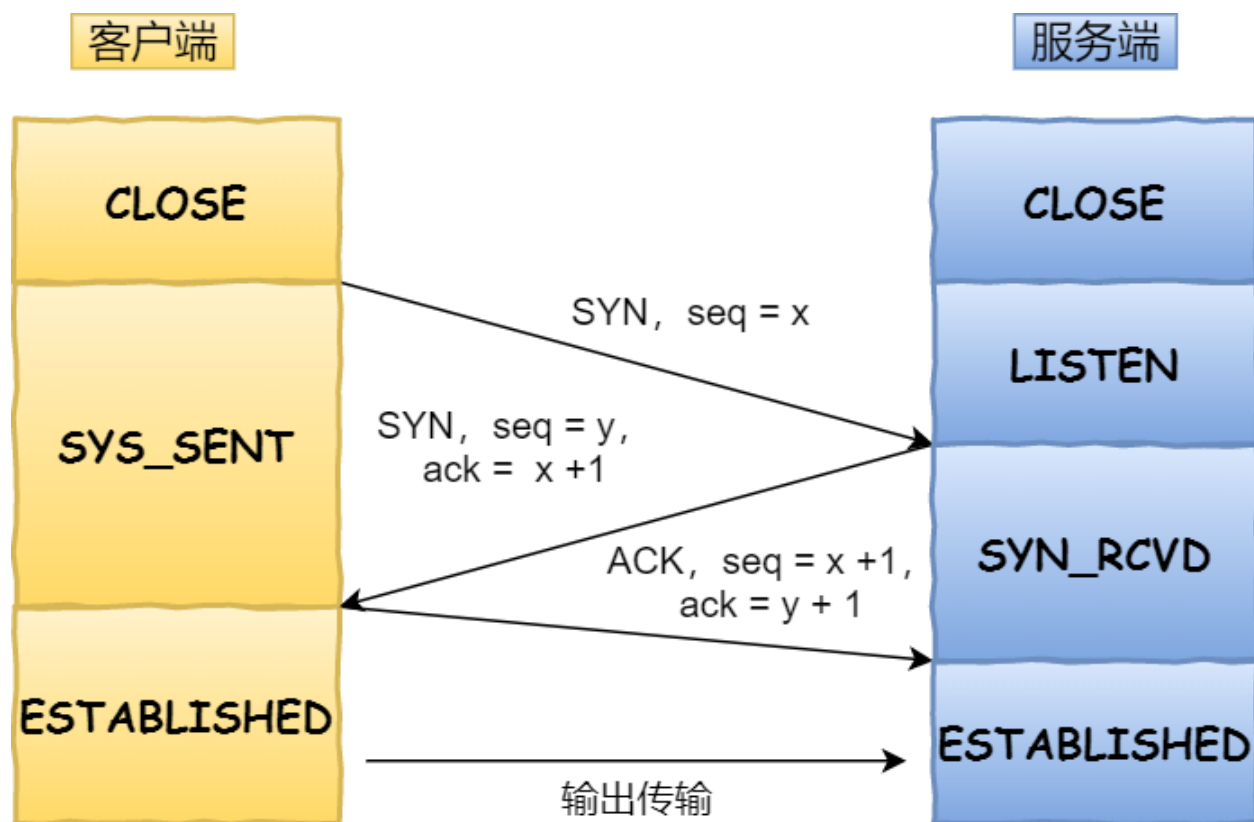 客户端
服务端
CLOSE
CLOSE
SYN，seq = x
LISTEN
SYS_SENT
SYN，seq = y,
ack = x +1
SYN_RCVD
ACK，seq = x +1,
ack = y + 1
ESTABLISHED
ESTABLISHED
输出传输